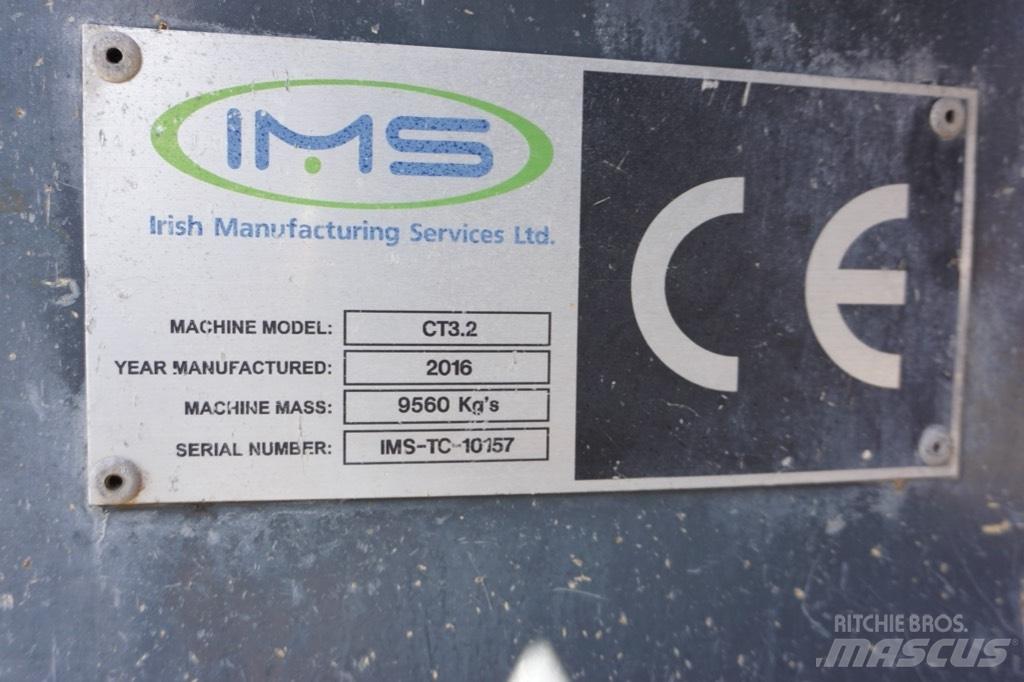 IMS
Irish Manufacturing Services Ltd.
MACHINE MODEL: CT3.2
YEAR MANUFACTURED: 2016
MACHINE MASS: 9560 Kg's
SERIAL NUMBER: IMS-TC-10157
CE
RITCHIE BROS.
MASCUS